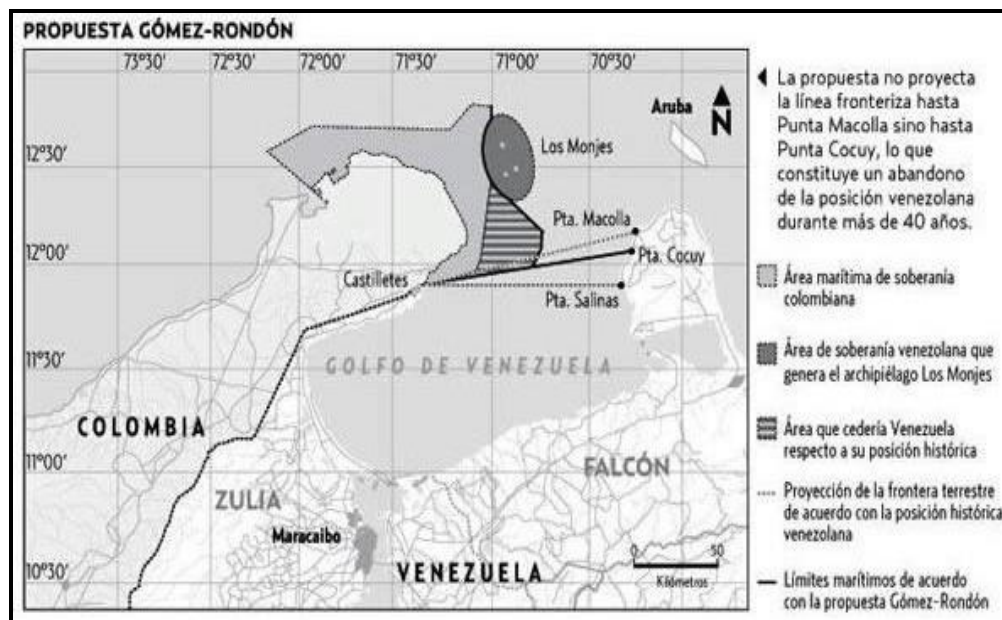 PROPUESTA GÓMEZ-RONDÓN
73°30' 72°30' 72°00' 71°30' 71°00' 70°30'
12°30'
12°00'
11°50'
11°00'
10°30'
Aruba
N
Los Monjes
Pta. Macolla
Pta. Cocuy
Castilletes
Pta. Salinas
GOLFO DE VENEZUELA
COLOMBIA
FALCÓN
ZULIA
Maracaibo
VENEZUELA
0 50
Kilómetros
La propuesta no proyecta
la línea fronteriza hasta
Punta Macolla sino hasta
Punta Cocuy, lo que
constituye un abandono
de la posición venezolana
durante más de 40 años.
Área marítima de soberanía
colombiana
Área de soberanía venezolana que
genera el archipiélago Los Monjes
Área que cedería Venezuela
respecto a su posición histórica
Proyección de la frontera terrestre
de acuerdo con la posición histórica
venezolana
Límites marítimos de acuerdo
con la propuesta Gómez-Rondón